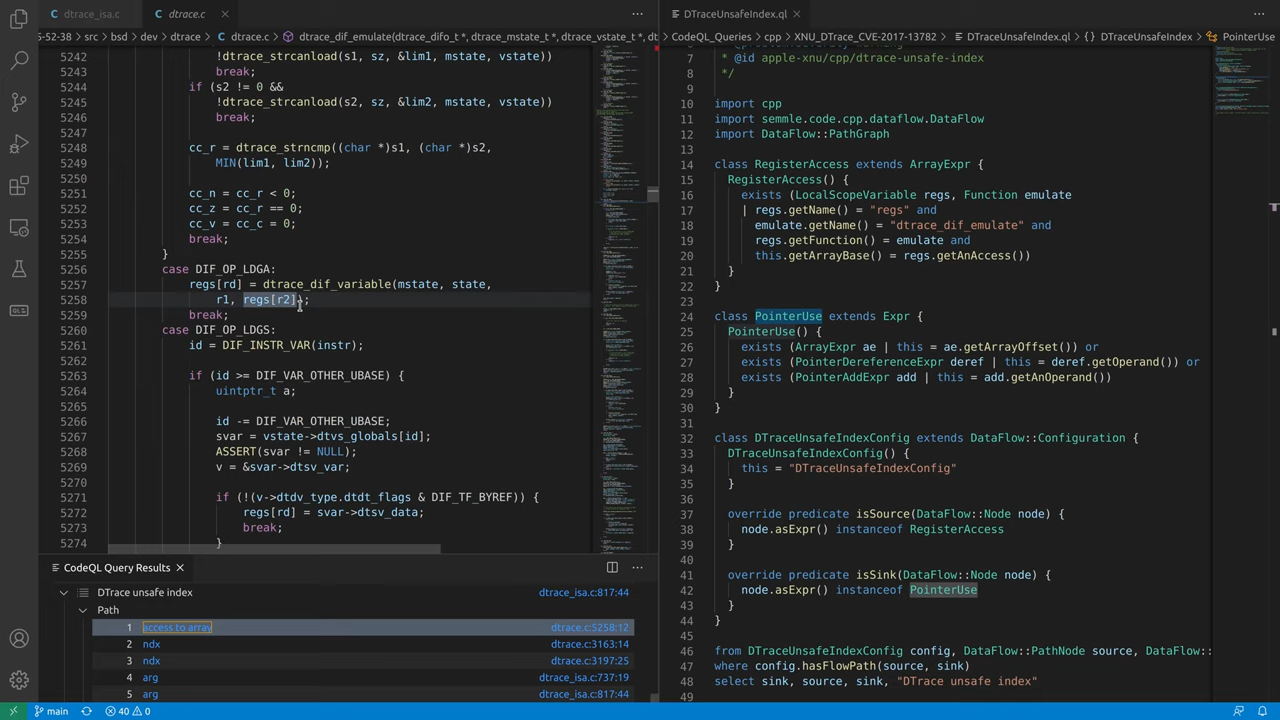 dtrace_isa.c
dtrace.c
DTraceUnsafeIndex.ql
5-52-38 > src > bsd > dev > dtrace > dtrace.c > dtrace_dif_emulate(dtrace_difo_t *, dtrace_mstate_t *, dtrace_vstate_t *, dt
CodeQL_Queries > cpp > XNU_DTrace_CVE-2017-13782 > DTraceUnsafeIndex.ql > {} DTraceUnsafeIndex > PointerUse
5242 !dtrace_strcanload(s1, sz, &lim1, mstate, vstate))
5243 break;
5244 if (s2 != 0 &&
5245 !dtrace_strcanload(s2, sz, &lim2, mstate, vstate))
5246 break;
5247
5248 cc_r = dtrace_strncmp((char *)s1, (char *)s2,
5249 MIN(lim1, lim2));
5250
5251 cc_n = cc_r < 0;
5252 cc_z = cc_r == 0;
5253 cc_v = cc_c = 0;
5254 break;
5255
5256 case DIF_OP_LDGA:
5257 regs[rd] = dtrace_dif_variable(mstate, state,
5258 r1, regs[r2]);
5259 break;
5260 case DIF_OP_LDGS:
5261 id = DIF_INSTR_VAR(instr);
5262
5263 if (id >= DIF_VAR_OTHER_UBASE) {
5264 uintptr_t a;
5265
5266 id -= DIF_VAR_OTHER_UBASE;
5267 svar = vstate->dtvs_globals[id];
5268 ASSERT(svar != NULL);
5269 v = &svar->dtsv_var;
5270
5271 if (!(v->dtdv_type.dtdt_flags & DIF_TF_BYREF)) {
5272 regs[rd] = svar->dtsv_data;
5273 break;
527 }
* @id apple/xnu/cpp/dtrace-unsafe-index
*/
10 import cpp
11 import semmle.code.cpp.dataflow.DataFlow
12 import DataFlow::PathGraph
13
14 class RegisterAccess extends ArrayExpr {
15 RegisterAccess() {
16 exists (LocalScopeVariable regs, Function emulate
17 | regs.getName() = "regs" and
18 emulate.getName() = "dtrace_dif_emulate" and
19 regs.getFunction() = emulate and
20 this.getArrayBase() = regs.getAnAccess())
21 }
22 }
23
24 class PointerUse extends Expr {
25 PointerUse() {
26 exists (ArrayExpr ae | this = ae.getArrayOffset()) or
27 exists (PointerDereferenceExpr deref | this = deref.getOperand()) or
28 exists (PointerAddExpr add | this = add.getAnOperand())
29 }
30 }
31
32 class DTraceUnsafeIndexConfig extends DataFlow::Configuration {
33 DTraceUnsafeIndexConfig() {
34 this = "DTraceUnsafeIndexConfig"
35 }
36
37 override predicate isSource(DataFlow::Node node) {
38 node.asExpr() instanceof RegisterAccess
39 }
40
41 override predicate isSink(DataFlow::Node node) {
42 node.asExpr() instanceof PointerUse
43 }
44 }
45
46 from DTraceUnsafeIndexConfig config, DataFlow::PathNode source, DataFlow::
47 where config.hasFlowPath(source, sink)
48 select sink, source, sink, "DTrace unsafe index"
49
CodeQL Query Results
DTrace unsafe index dtrace_isa.c:817:44
Path
1 access to array dtrace.c:5258:12
2 ndx dtrace.c:3163:14
3 ndx dtrace.c:3197:25
4 arg dtrace_isa.c:737:19
5 arg dtrace_isa.c:817:44
main 40 0